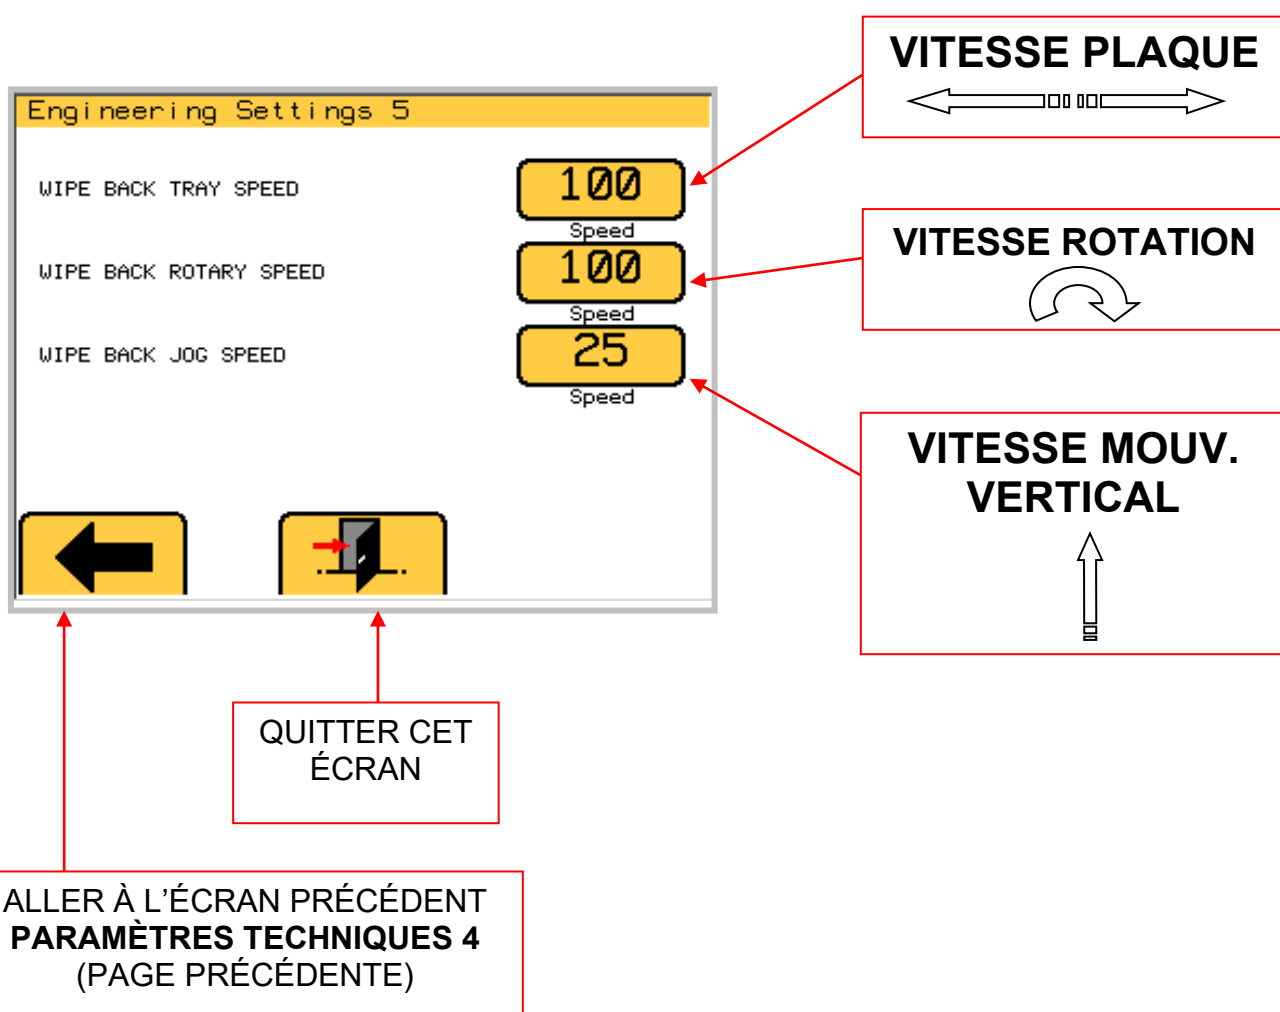 VITESSE PLAQUE
Engineering Settings 5
WIPE BACK TRAY SPEED
100
Speed
VITESSE ROTATION
WIPE BACK ROTARY SPEED
100
Speed
WIPE BACK JOG SPEED
25
Speed
VITESSE MOUV.
VERTICAL
QUITTER CET
ÉCRAN
ALLER À L’ÉCRAN PRÉCÉDENT
PARAMÈTRES TECHNIQUES 4
(PAGE PRÉCÉDENTE)